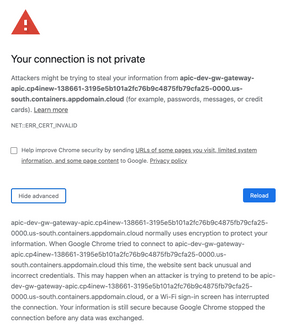 Your connection is not private
Attackers might be trying to steal your information from apic-dev-gw-gateway-
apic.cp4inew-138661-3195e5b101a2fc76b9c4875fb79cfa25-0000.us-
south.containers.appdomain.cloud (for example, passwords, messages, or credit
cards). Learn more
NET::ERR_CERT_INVALID
Help improve Chrome security by sending URLs of some pages you visit, limited system
information, and some page content to Google. Privacy policy
Hide advanced
Reload
apic-dev-gw-gateway-apic.cp4inew-138661-3195e5b101a2fc76b9c4875fb79cfa25-
0000.us-south.containers.appdomain.cloud normally uses encryption to protect your
information. When Google Chrome tried to connect to apic-dev-gw-gateway-
apic.cp4inew-138661-3195e5b101a2fc76b9c4875fb79cfa25-0000.us-
south.containers.appdomain.cloud this time, the website sent back unusual and
incorrect credentials. This may happen when an attacker is trying to pretend to be apic-
dev-gw-gateway-apic.cp4inew-138661-3195e5b101a2fc76b9c4875fb79cfa25-
0000.us-south.containers.appdomain.cloud, or a Wi-Fi sign-in screen has interrupted
the connection. Your information is still secure because Google Chrome stopped the
connection before any data was exchanged.